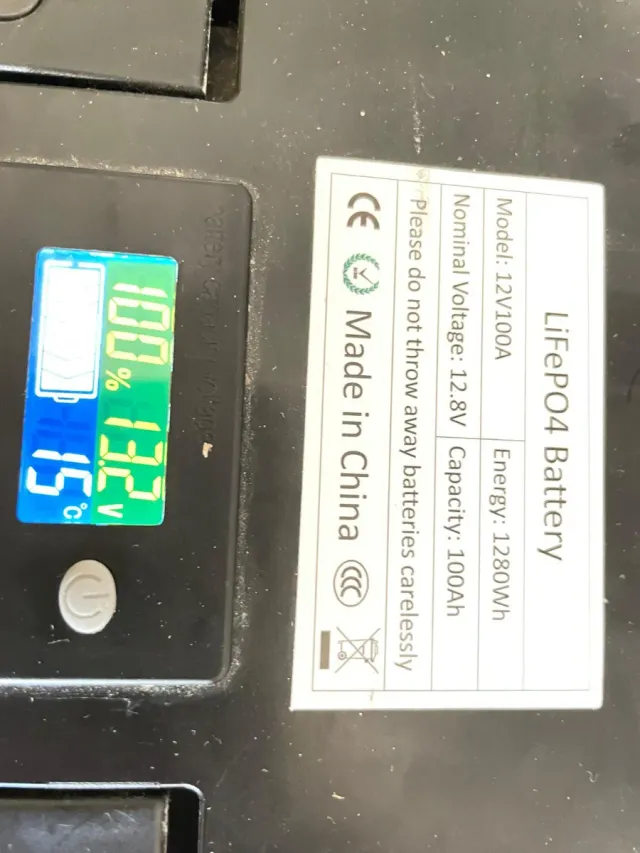 LiFePO4 Battery
Model: 12V100A Energy: 1280Wh
Nominal Voltage: 12.8V Capacity: 100Ah
Please do not throw away batteries carelessly
CE Made in China CCC
100% 13.2V
15°C